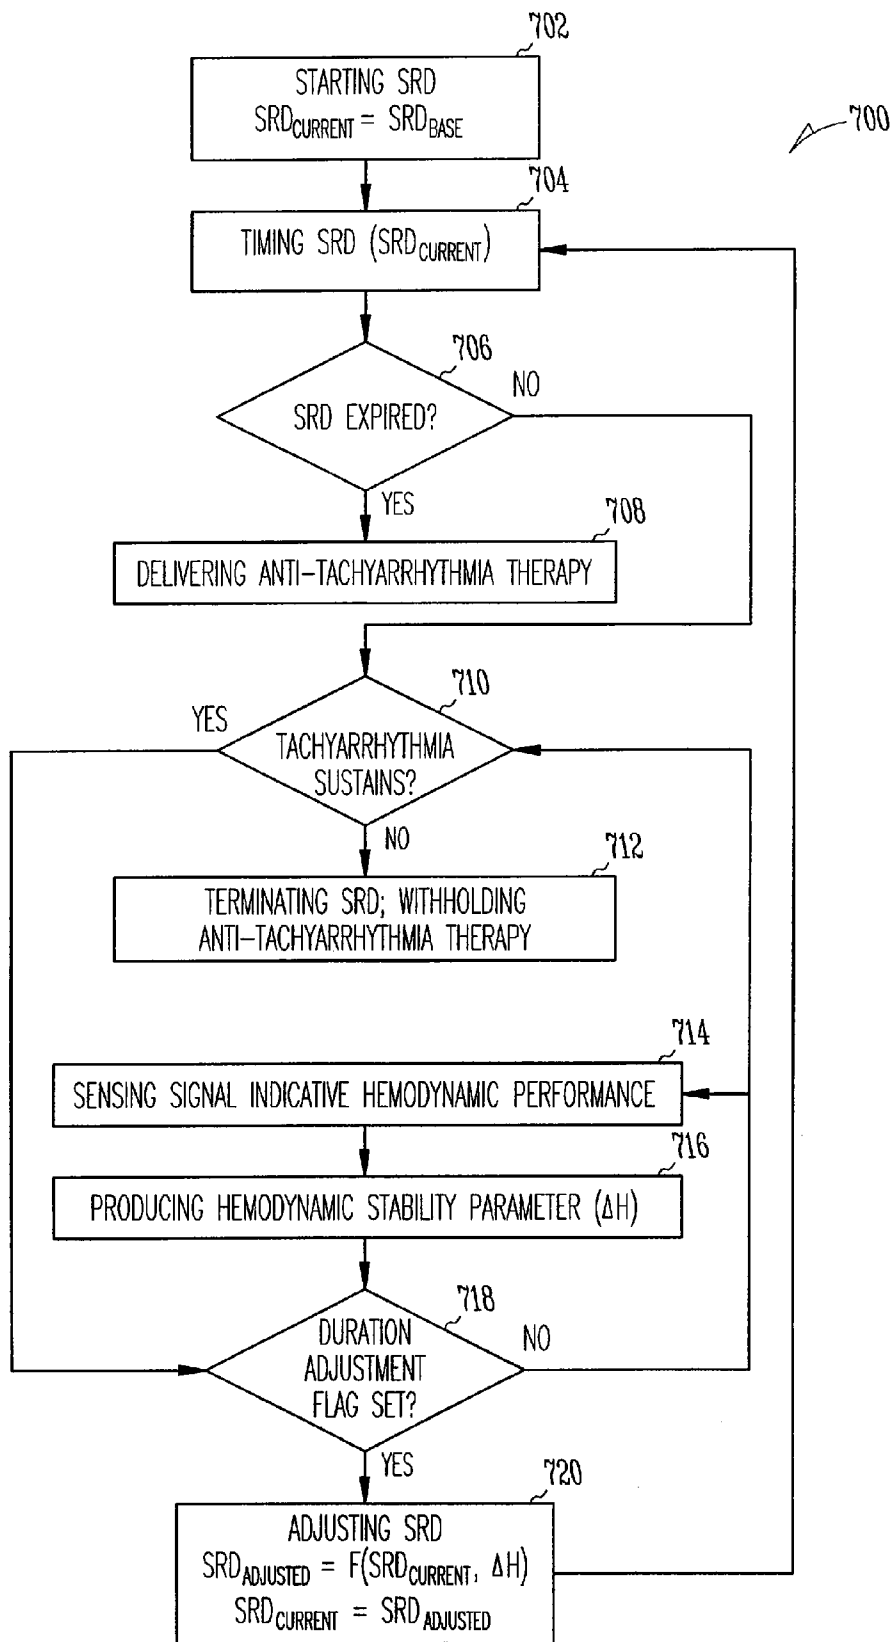 702
STARTING SRD
SRD_CURRENT = SRD_BASE
700
704
TIMING SRD (SRD_CURRENT)
706
SRD EXPIRED?
NO
YES
708
DELIVERING ANTI-TACHYARRHYTHMIA THERAPY
710
YES
TACHYARRHYTHMIA
SUSTAINS?
NO
712
TERMINATING SRD; WITHHOLDING
ANTI-TACHYARRHYTHMIA THERAPY
714
SENSING SIGNAL INDICATIVE HEMODYNAMIC PERFORMANCE
716
PRODUCING HEMODYNAMIC STABILITY PARAMETER (ΔH)
718
DURATION
ADJUSTMENT
FLAG SET?
NO
YES
720
ADJUSTING SRD
SRD_ADJUSTED = F(SRD_CURRENT, ΔH)
SRD_CURRENT = SRD_ADJUSTED